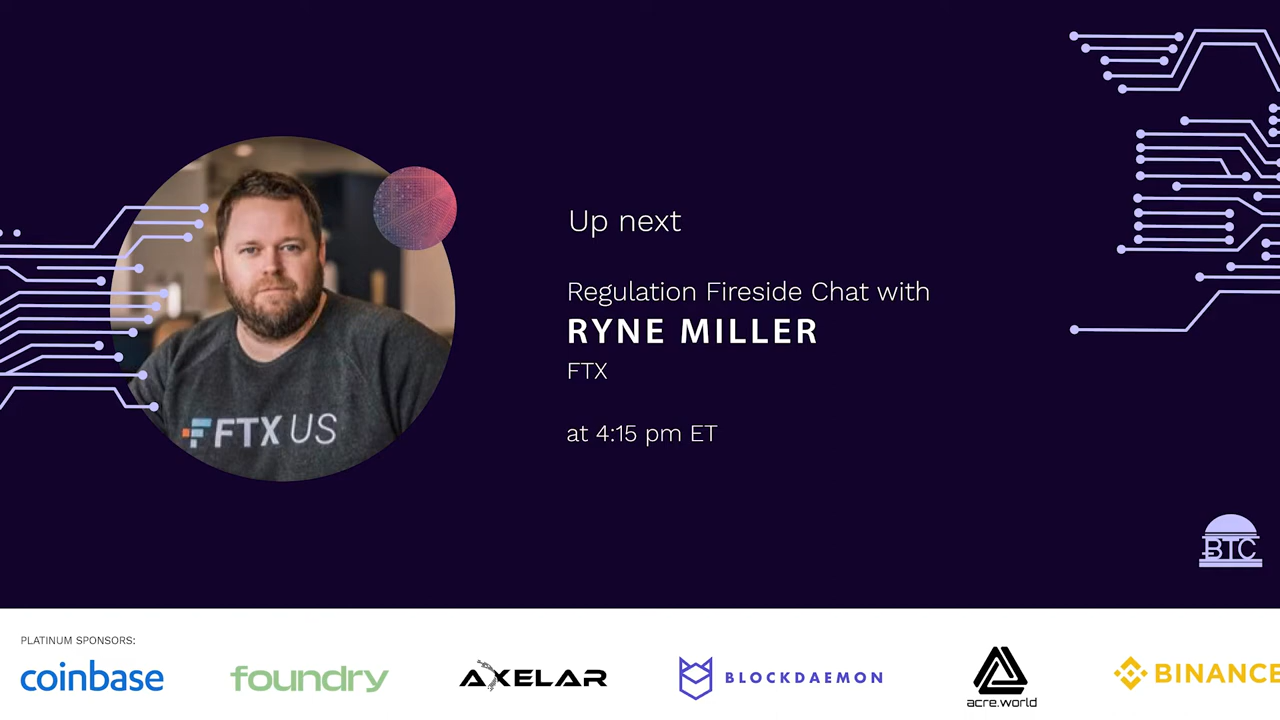 Up next
Regulation Fireside Chat with
RYNE MILLER
FTX
at 4:15 pm ET
FTX US
BTC
PLATINUM SPONSORS:
coinbase
foundry
AXELAR
BLOCKDAEMON
acre.world
BINANCE